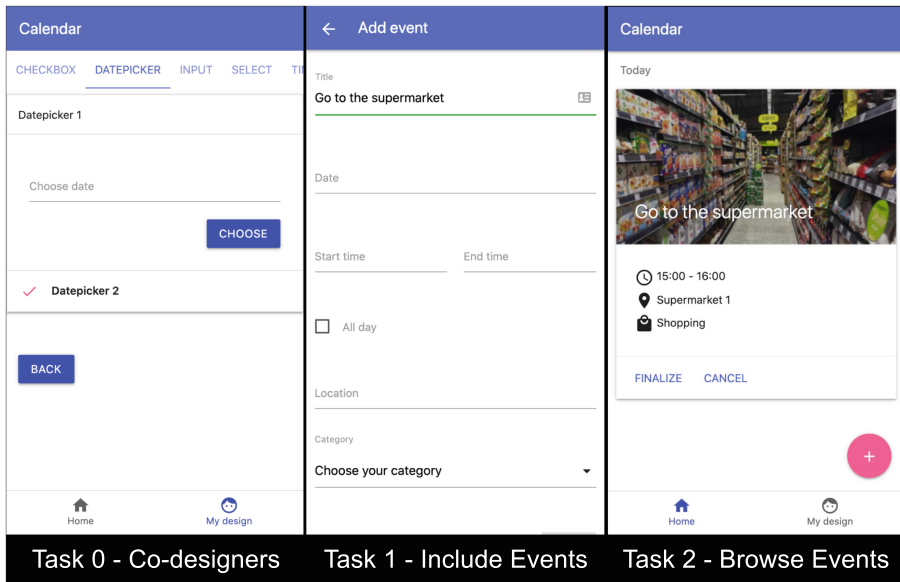 Calendar
CHECKBOX DATEPICKER INPUT SELECT
Datepicker 1
Choose date
CHOOSE
Datepicker 2
BACK
Home My design
Task 0 - Co-designers
Add event
Title
Go to the supermarket
Date
Start time End time
All day
Location
Category
Choose your category
Task 1 - Include Events
Calendar
Today
Go to the supermarket
15:00 - 16:00
Supermarket 1
Shopping
FINALIZE CANCEL
+
Home My design
Task 2 - Browse Events